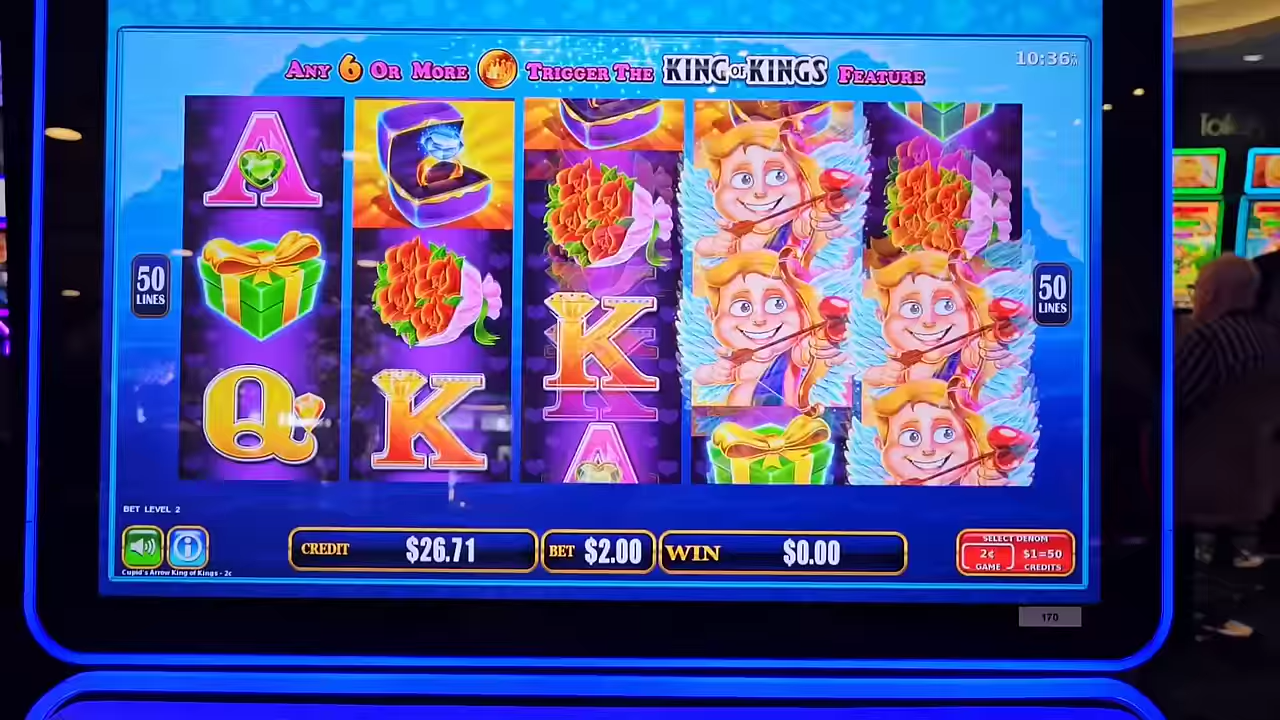 ANY 6 OR MORE TRIGGER THE KING OF KINGS FEATURE
10:36
A
Q
K
K
A
50
LINES
50
LINES
BET LEVEL 2
CREDIT $26.71
BET $2.00
WIN $0.00
SELECT DENOM
2¢ $1=50
GAME CREDITS
Cupid's Arrow King of Kings - 2c
170